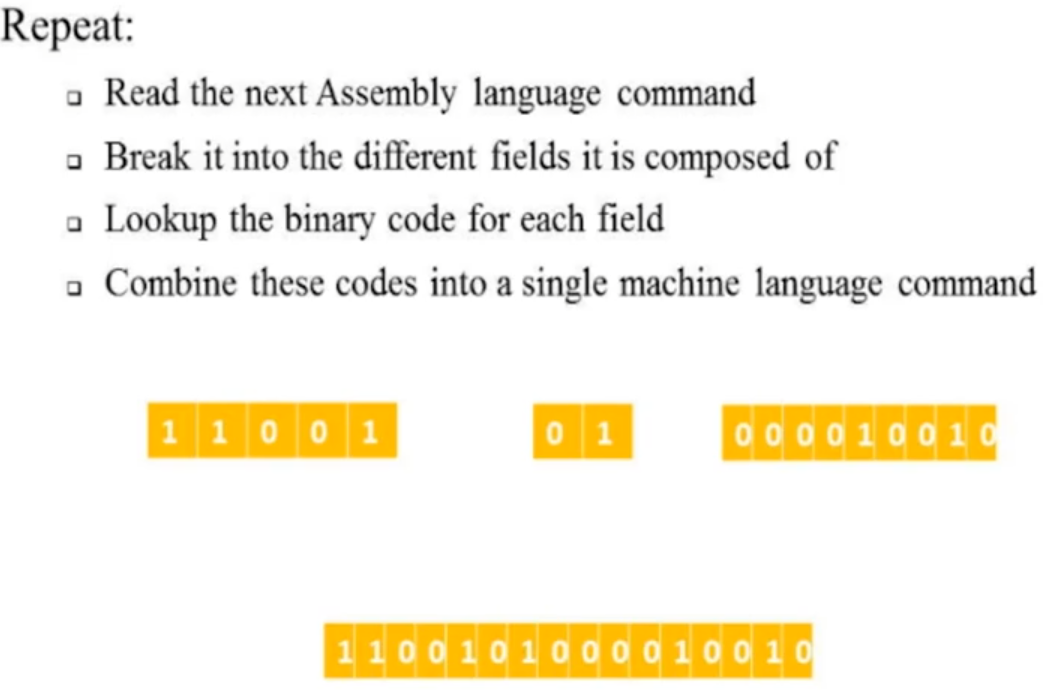 Repeat:
Read the next Assembly language command
Break it into the different fields it is composed of
Lookup the binary code for each field
Combine these codes into a single machine language command
1 1 0 0 1 0 1 0 0 0 0 1 0 0 1 0
1 1 0 0 1 0 1 0 0 0 0 1 0 0 1 0